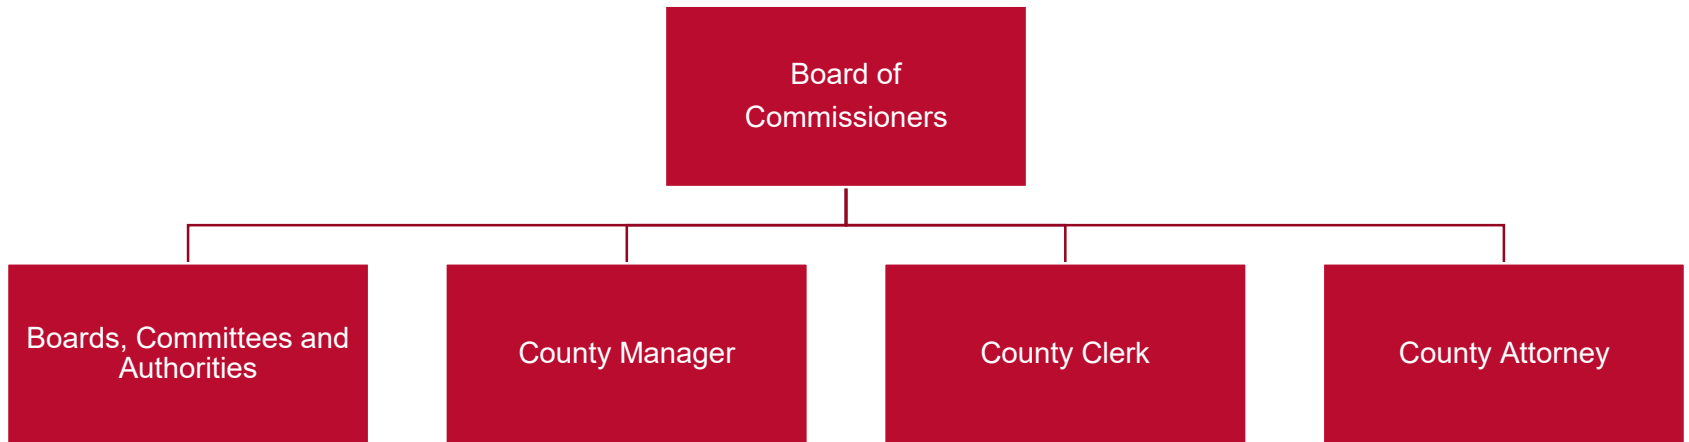 Board of
Commissioners
Boards, Committees and
Authorities
County Manager
County Clerk
County Attorney